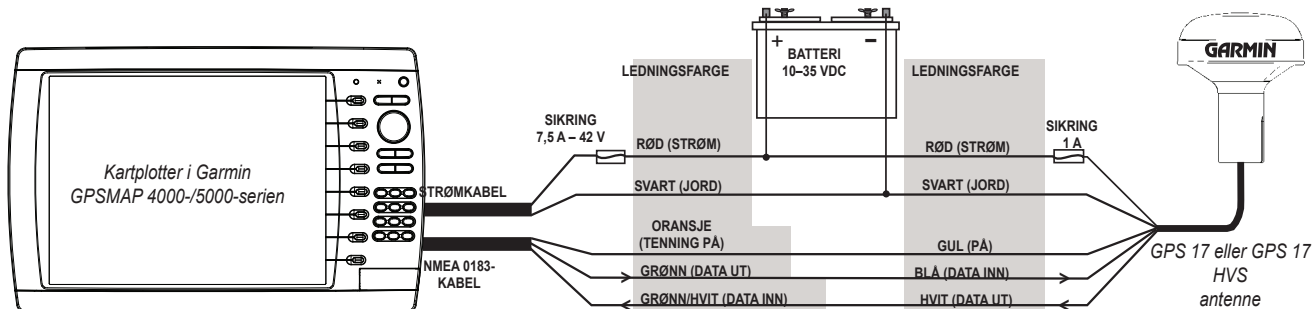 Kartplotter i Garmin
GPSMAP 4000-/5000-serien
STRØMKABEL
NMEA 0183-
KABEL
SIKRING
7,5 A – 42 V
LEDNINGSFARGE
RØD (STRØM)
SVART (JORD)
ORANSJE
(TENNING PÅ)
GRØNN (DATA UT)
GRØNN/HVIT (DATA INN)
+ –
BATTERI
10–35 VDC
LEDNINGSFARGE
RØD (STRØM)
SVART (JORD)
GUL (PÅ)
BLÅ (DATA INN)
HVIT (DATA UT)
SIKRING
1 A
GARMIN
GPS 17 eller GPS 17
HVS
antenne